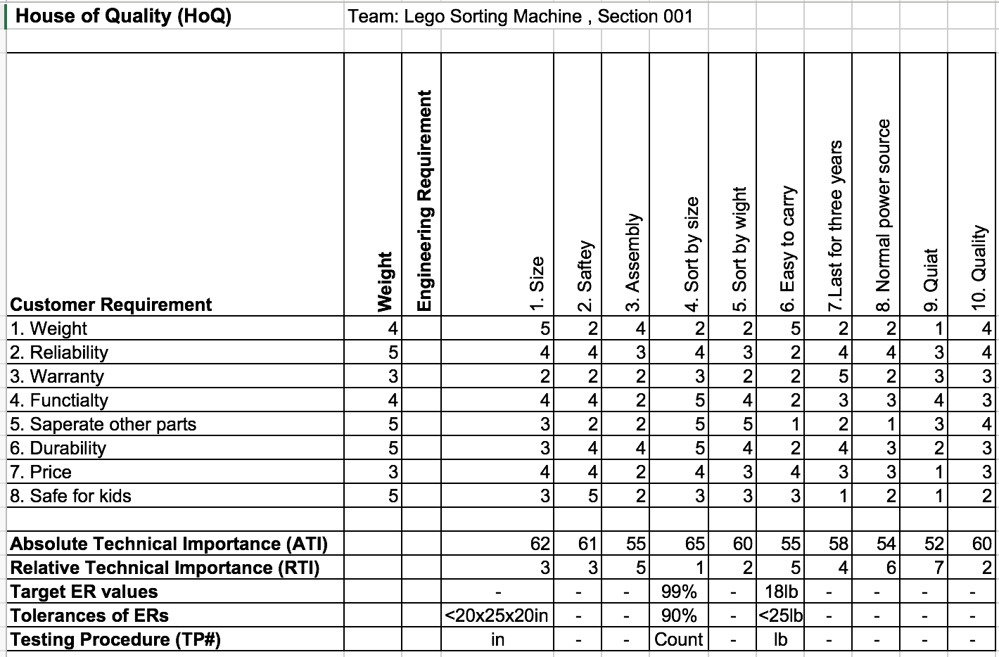 House of Quality (HoQ) Team: Lego Sorting Machine , Section 001
Customer Requirement Weight Engineering Requirement 1. Size 2. Saftey 3. Assembly 4. Sort by size 5. Sort by wight 6. Easy to carry 7.Last for three years 8. Normal power source 9. Quiat 10. Quality
1. Weight 4 5 2 4 2 2 5 2 2 1 4
2. Reliability 5 4 4 3 4 3 2 4 4 3 4
3. Warranty 3 2 2 2 3 2 2 5 2 3 3
4. Functialty 4 4 4 2 5 4 2 3 3 4 3
5. Saperate other parts 5 3 2 2 5 5 1 2 1 3 4
6. Durability 5 3 4 4 5 4 2 4 3 2 3
7. Price 3 4 4 2 4 3 4 3 3 1 3
8. Safe for kids 5 3 5 2 3 3 3 1 2 1 2
Absolute Technical Importance (ATI) 62 61 55 65 60 55 58 54 52 60
Relative Technical Importance (RTI) 3 3 5 1 2 5 4 6 7 2
Target ER values - - - 99% - 18lb - - - -
Tolerances of ERs <20x25x20in - - 90% - <25lb - - - -
Testing Procedure (TP#) in - - Count - lb - - - -